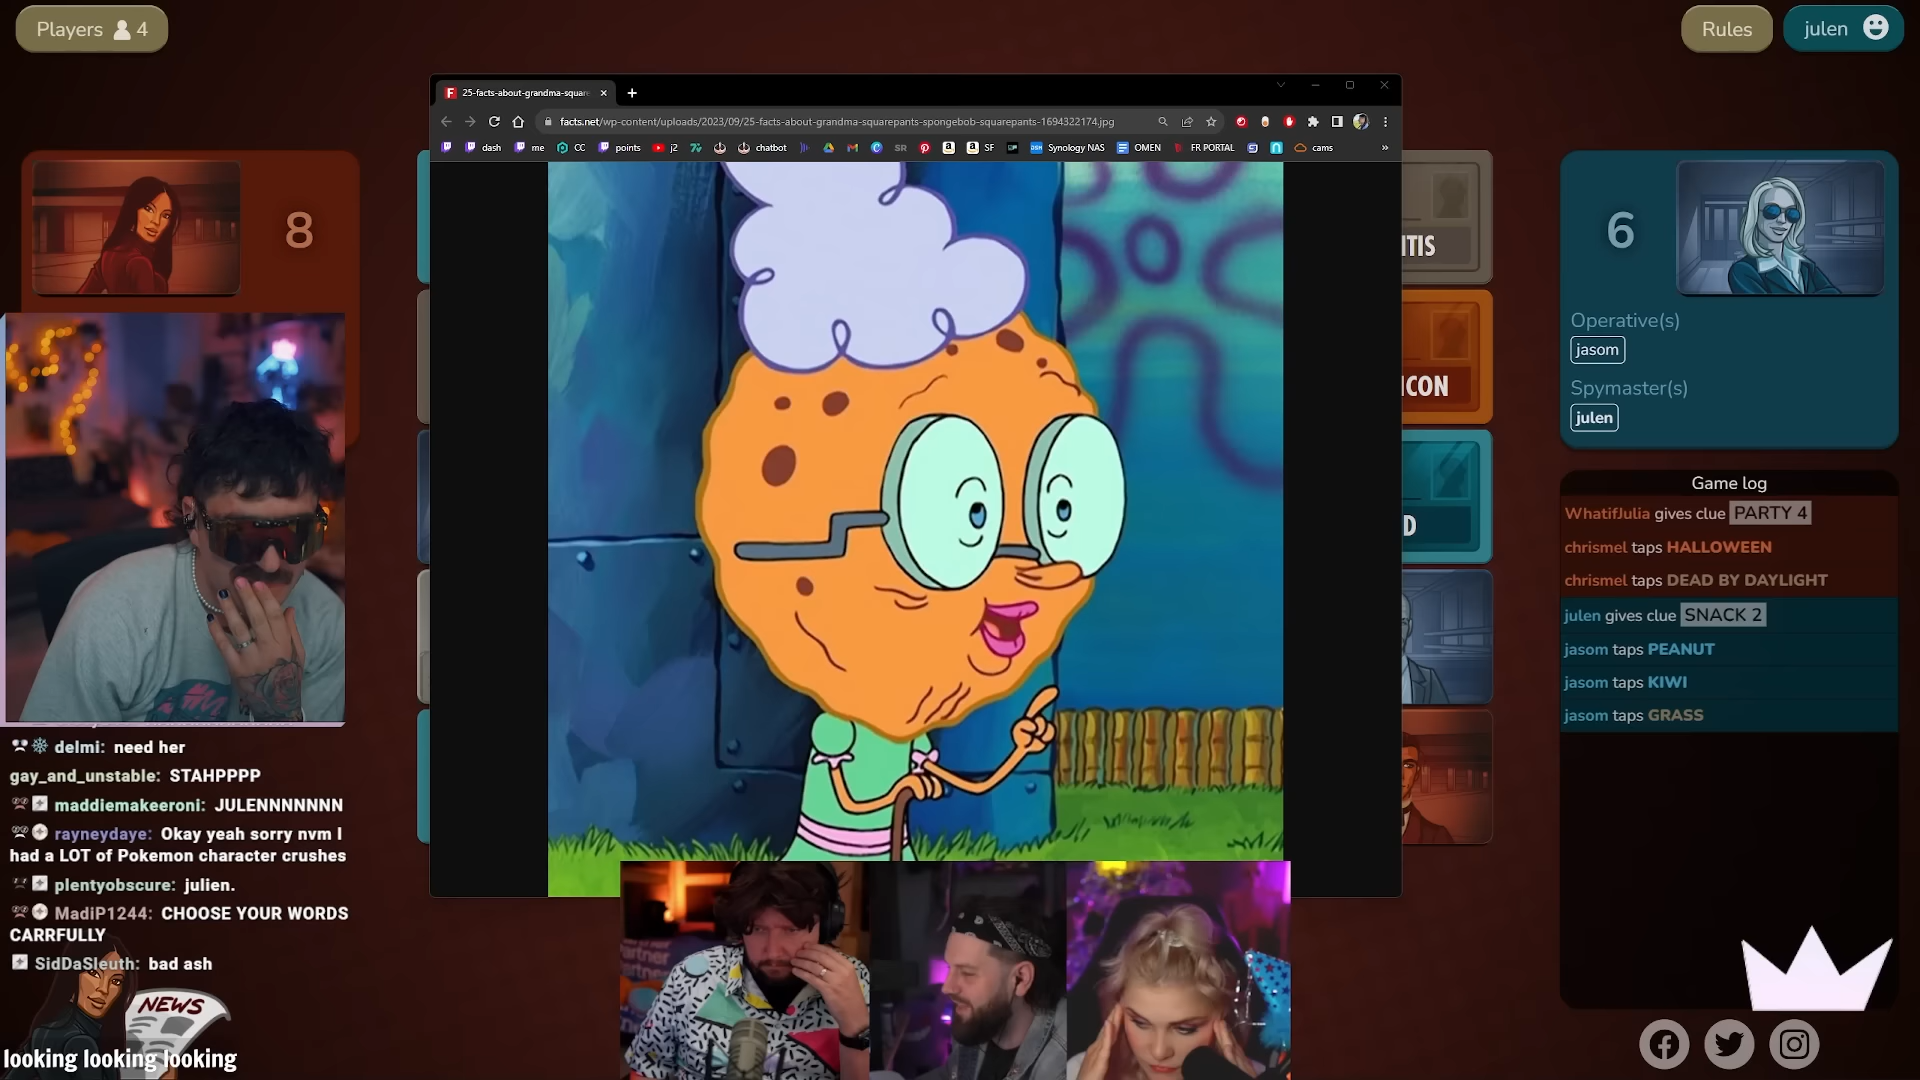 Players 4
Rules
julen
25-facts-about-grandma-square
facts.net/wp-content/uploads/2023/09/25-facts-about-grandma-squarepants-spongebob-squarepants-1694322174.jpg
dash
me
CC
points
j2
chatbot
SR
SF
Synology NAS
OMEN
FR PORTAL
cams
8
ITIS
ICON
D
6
Operative(s)
jasom
Spymaster(s)
julen
Game log
WhatifJulia gives clue PARTY 4
chrismel taps HALLOWEEN
chrismel taps DEAD BY DAYLIGHT
julen gives clue SNACK 2
jasom taps PEANUT
jasom taps KIWI
jasom taps GRASS
delmi: need her
gay_and_unstable: STAHPPPP
maddiemakeeroni: JULENNNNNNN
rayneydaye: Okay yeah sorry nvm I
had a LOT of Pokemon character crushes
plentyobscure: julien.
MadiP1244: CHOOSE YOUR WORDS
CARRFULLY
SidDaSleuth: bad ash
NEWS
looking looking looking